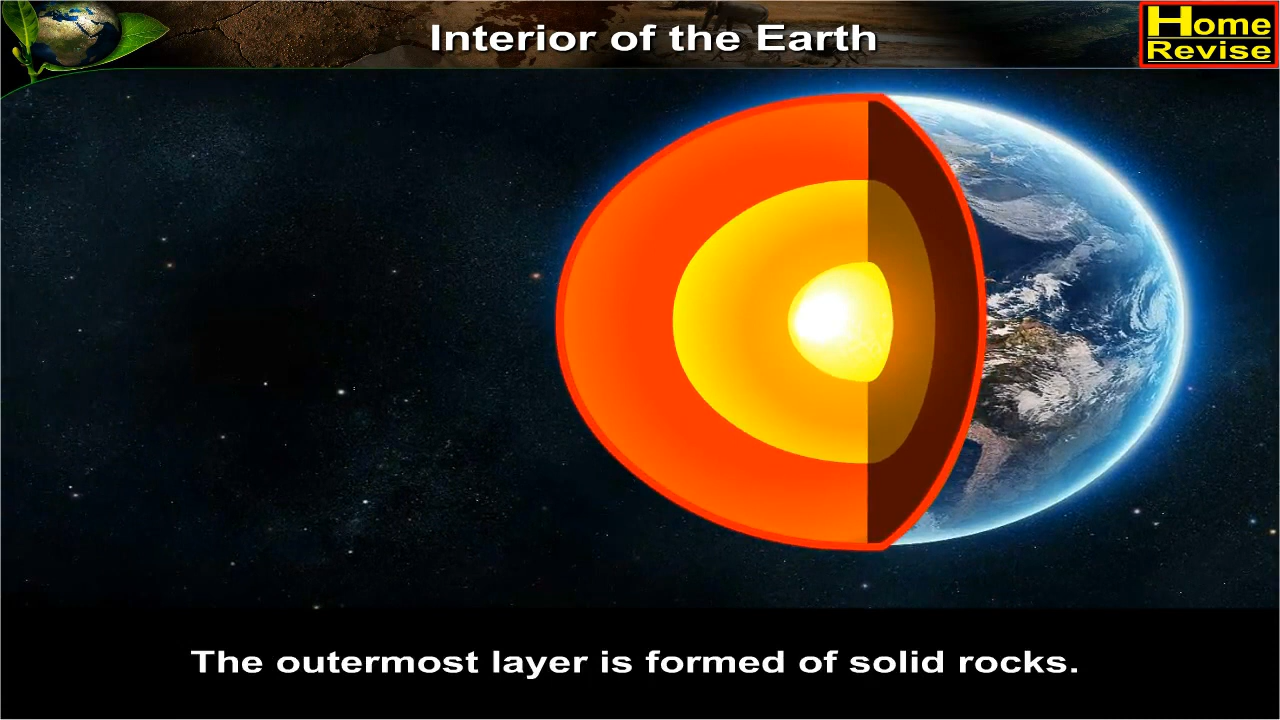 Interior of the Earth
Home
Revise
The outermost layer is formed of solid rocks.